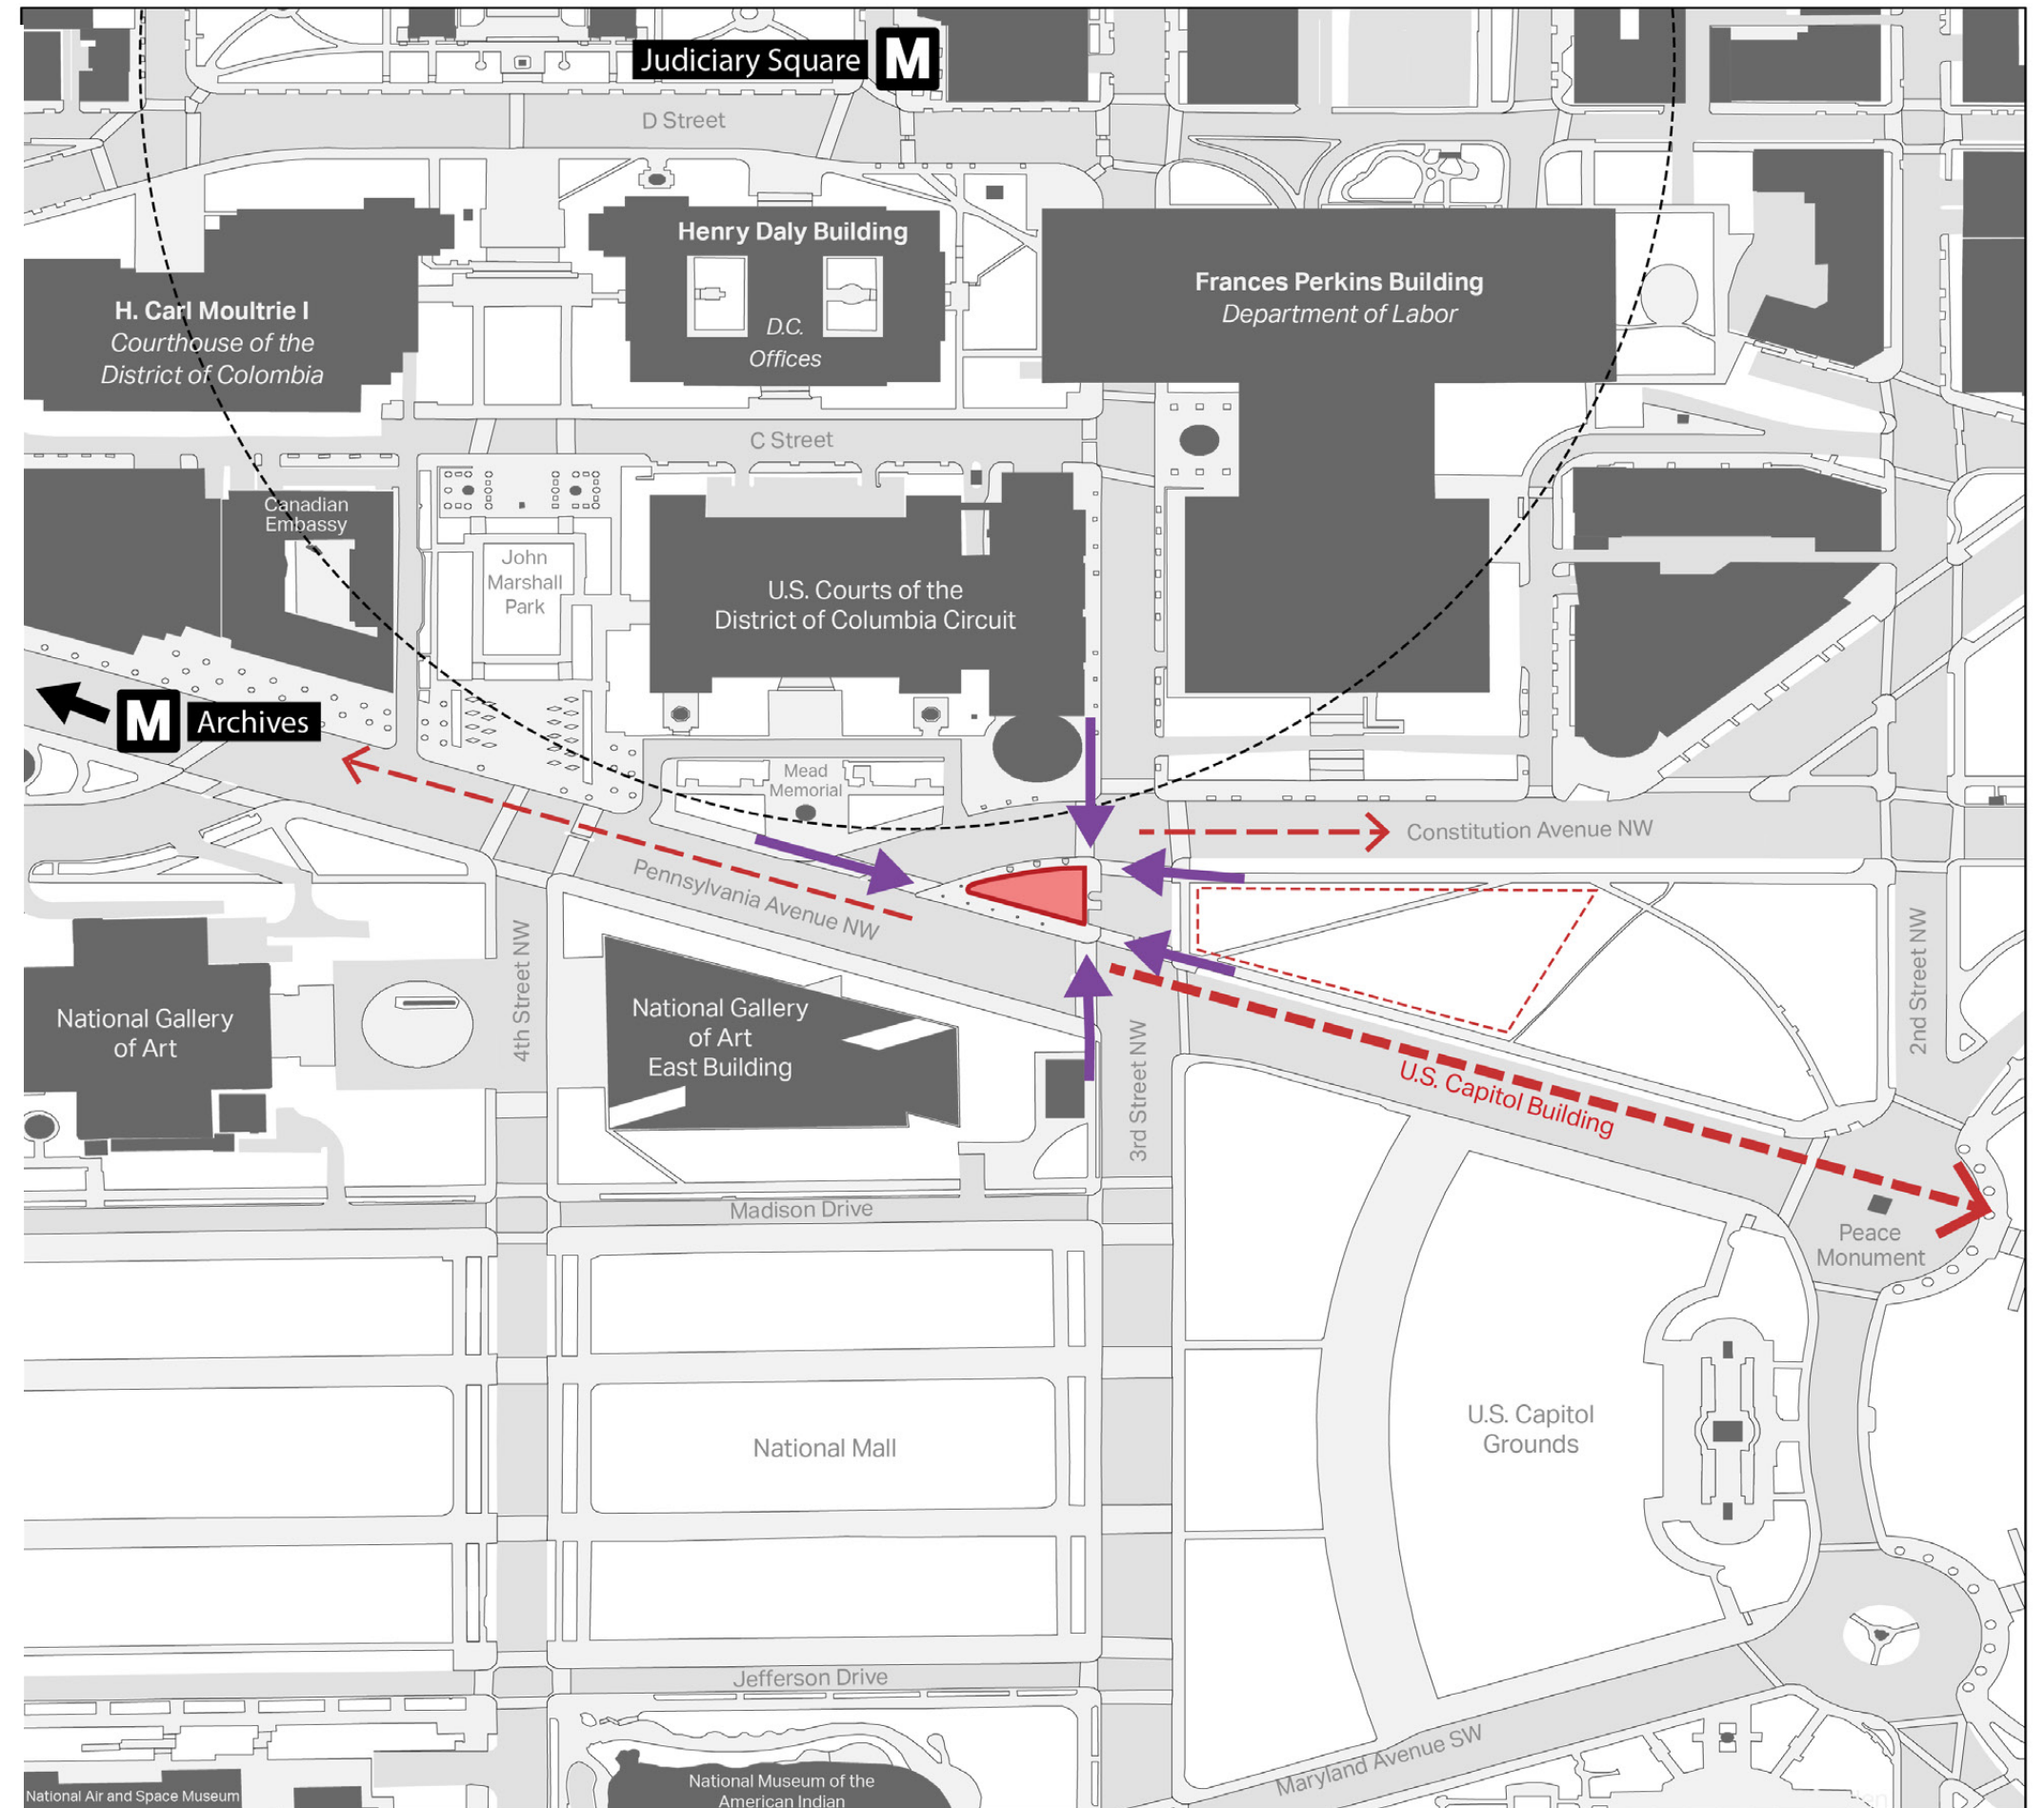 Judiciary Square M
D Street
Henry Daly Building
D.C.
Offices
Frances Perkins Building
Department of Labor
H. Carl Moultrie I
Courthouse of the
District of Colombia
C Street
Canadian
Embassy
John
Marshall
Park
U.S. Courts of the
District of Columbia Circuit
M Archives
Mead
Memorial
Constitution Avenue NW
Pennsylvania Avenue NW
4th Street NW
2nd Street NW
National Gallery
of Art
National Gallery
of Art
East Building
3rd Street NW
U.S. Capitol Building
Madison Drive
Peace
Monument
National Mall
U.S. Capitol
Grounds
Jefferson Drive
Maryland Avenue SW
National Air and Space Museum
National Museum of the
American Indian